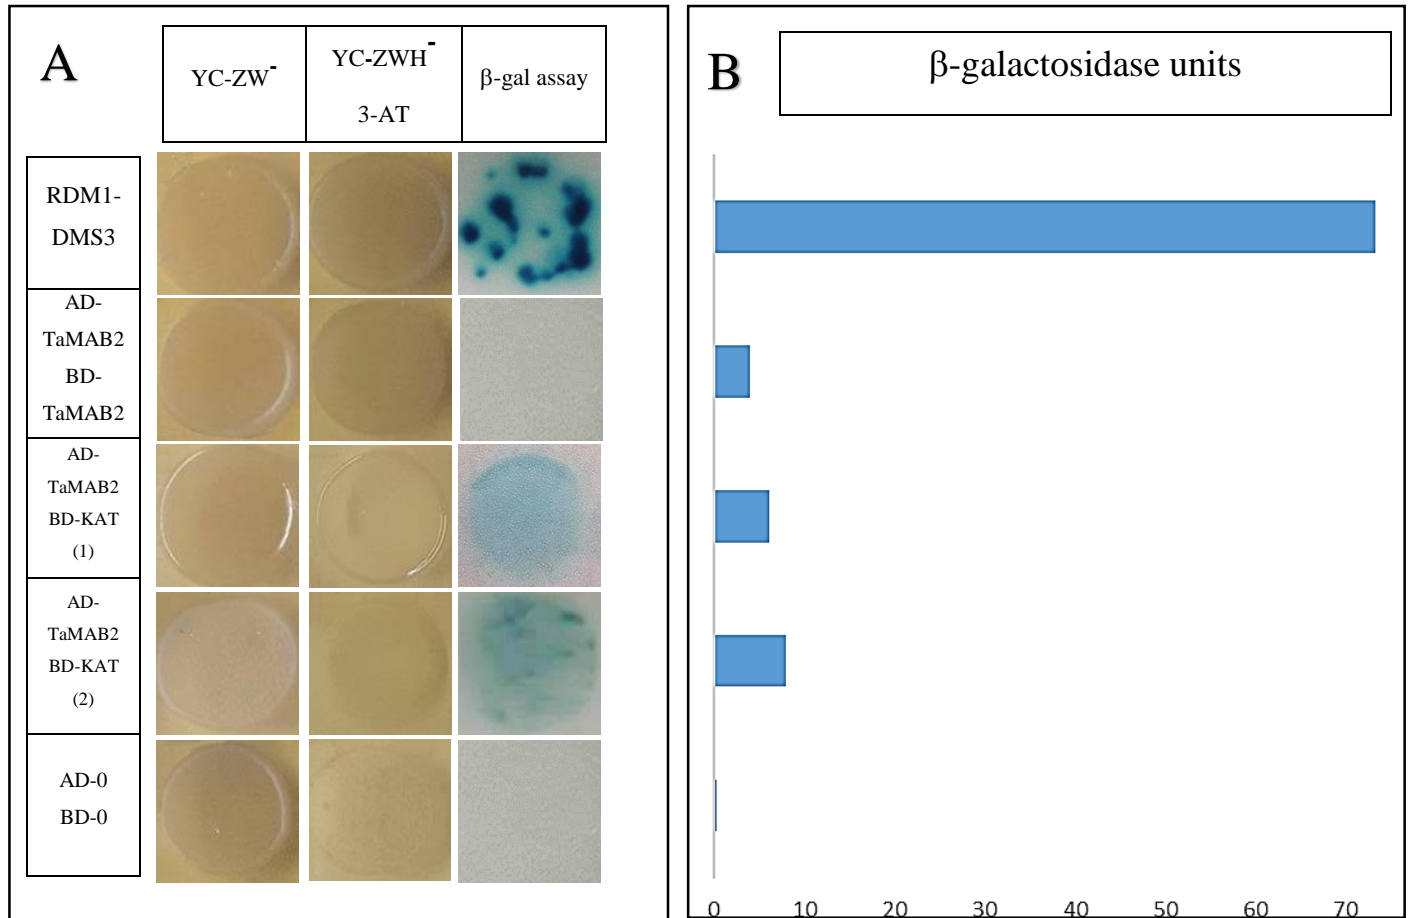 A
YC-ZW-
YC-ZWH-
3-AT
β-gal assay
RDM1-
DMS3
AD-
TaMAB2
BD-
TaMAB2
AD-
TaMAB2
BD-KAT
(1)
AD-
TaMAB2
BD-KAT
(2)
AD-0
BD-0
B
β-galactosidase units
0 10 20 30 40 50 60 70